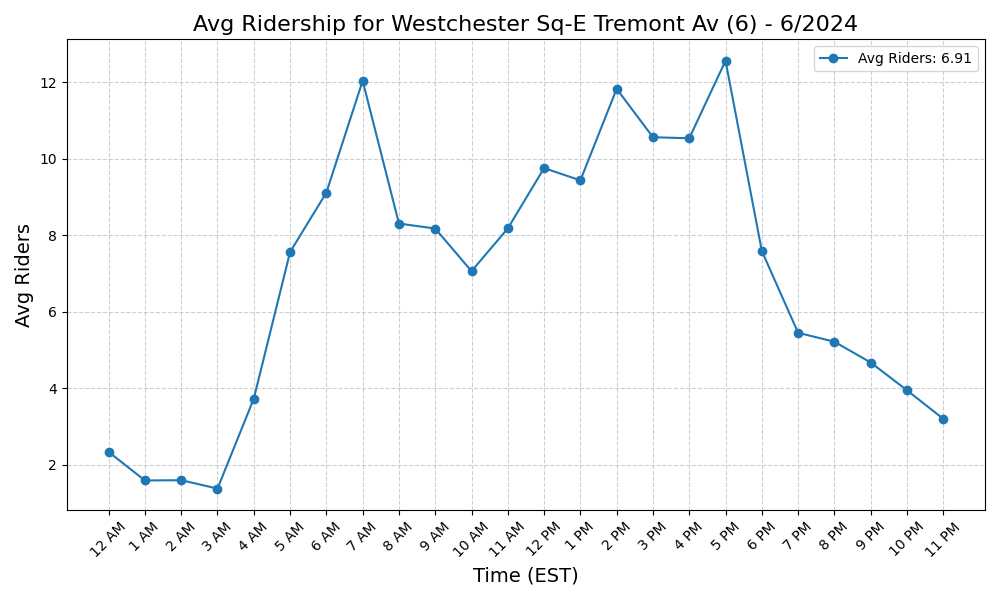 Avg Ridership for Westchester Sq-E Tremont Av (6) - 6/2024
Avg Riders: 6.91
Avg Riders
12
10
8
6
4
2
12 AM
1 AM
2 AM
3 AM
4 AM
5 AM
6 AM
7 AM
8 AM
9 AM
10 AM
11 AM
12 PM
1 PM
2 PM
3 PM
4 PM
5 PM
6 PM
7 PM
8 PM
9 PM
10 PM
11 PM
Time (EST)